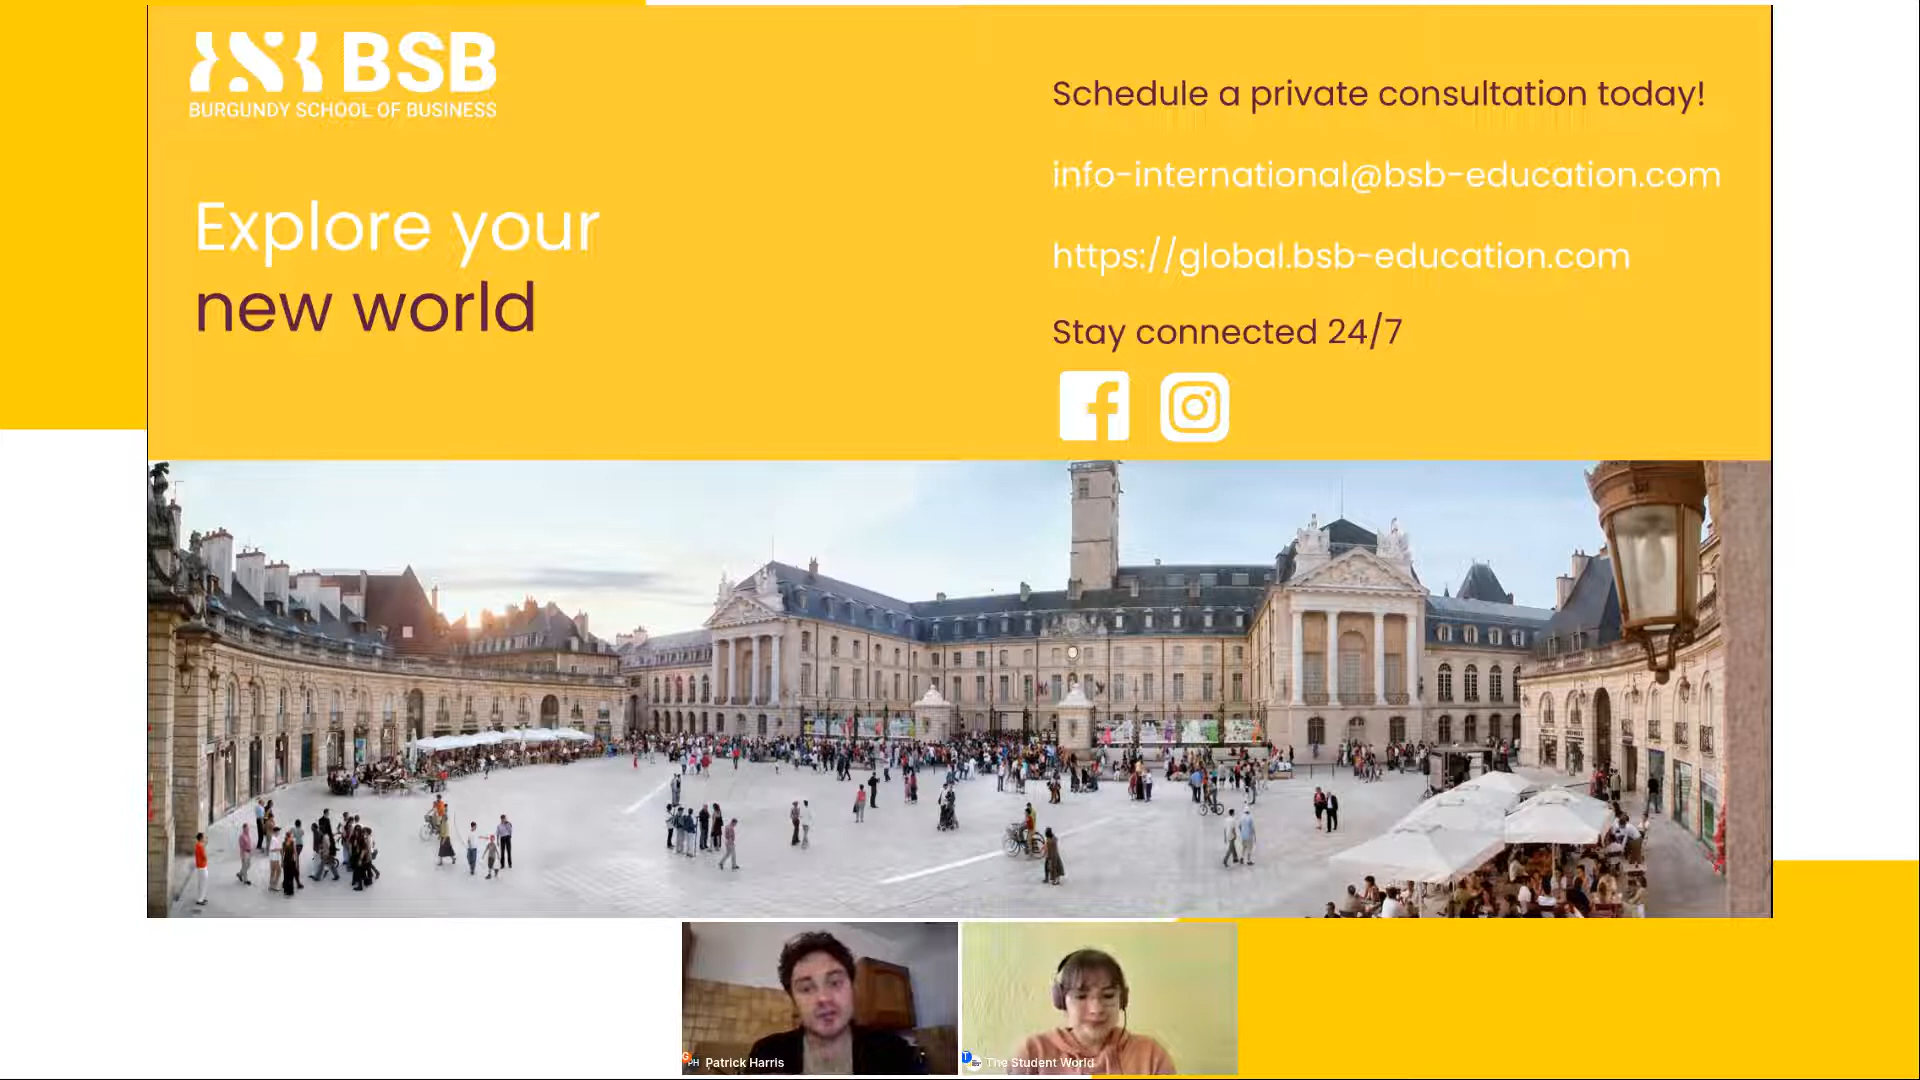 BSB
BURGUNDY SCHOOL OF BUSINESS
Explore your
new world
Schedule a private consultation today!
info-international@bsb-education.com
https://global.bsb-education.com
Stay connected 24/7
PH Patrick Harris
The Student World